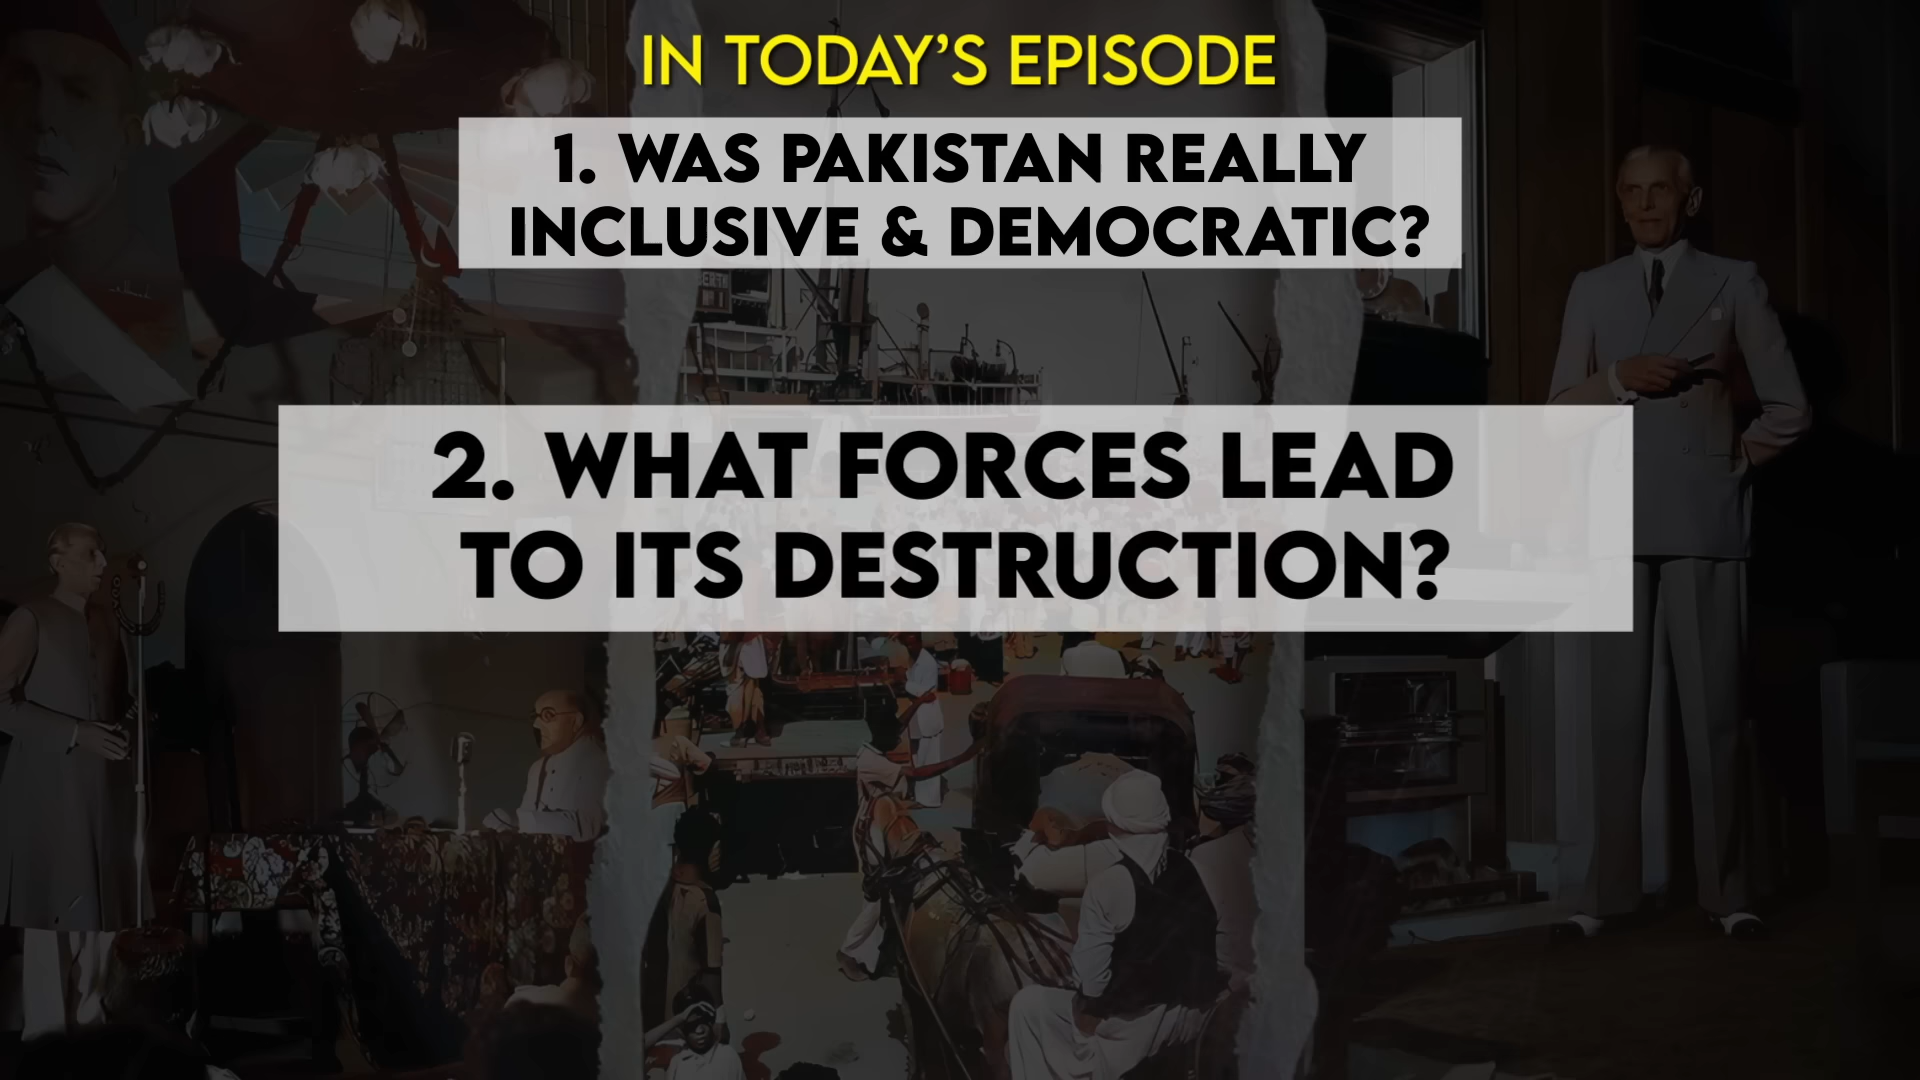 IN TODAY’S EPISODE
1. WAS PAKISTAN REALLY
INCLUSIVE & DEMOCRATIC?
2. WHAT FORCES LEAD
TO ITS DESTRUCTION?